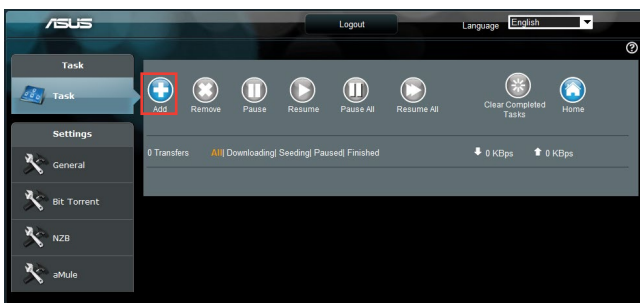 ASUS
Logout
Language English
Task
Task
Add Remove Pause Resume Pause All Resume All Clear Completed Tasks Home
Settings
0 Transfers All| Downloading| Seeding| Paused| Finished 0 KBps 0 KBps
General
Bit Torrent
NZB
aMule